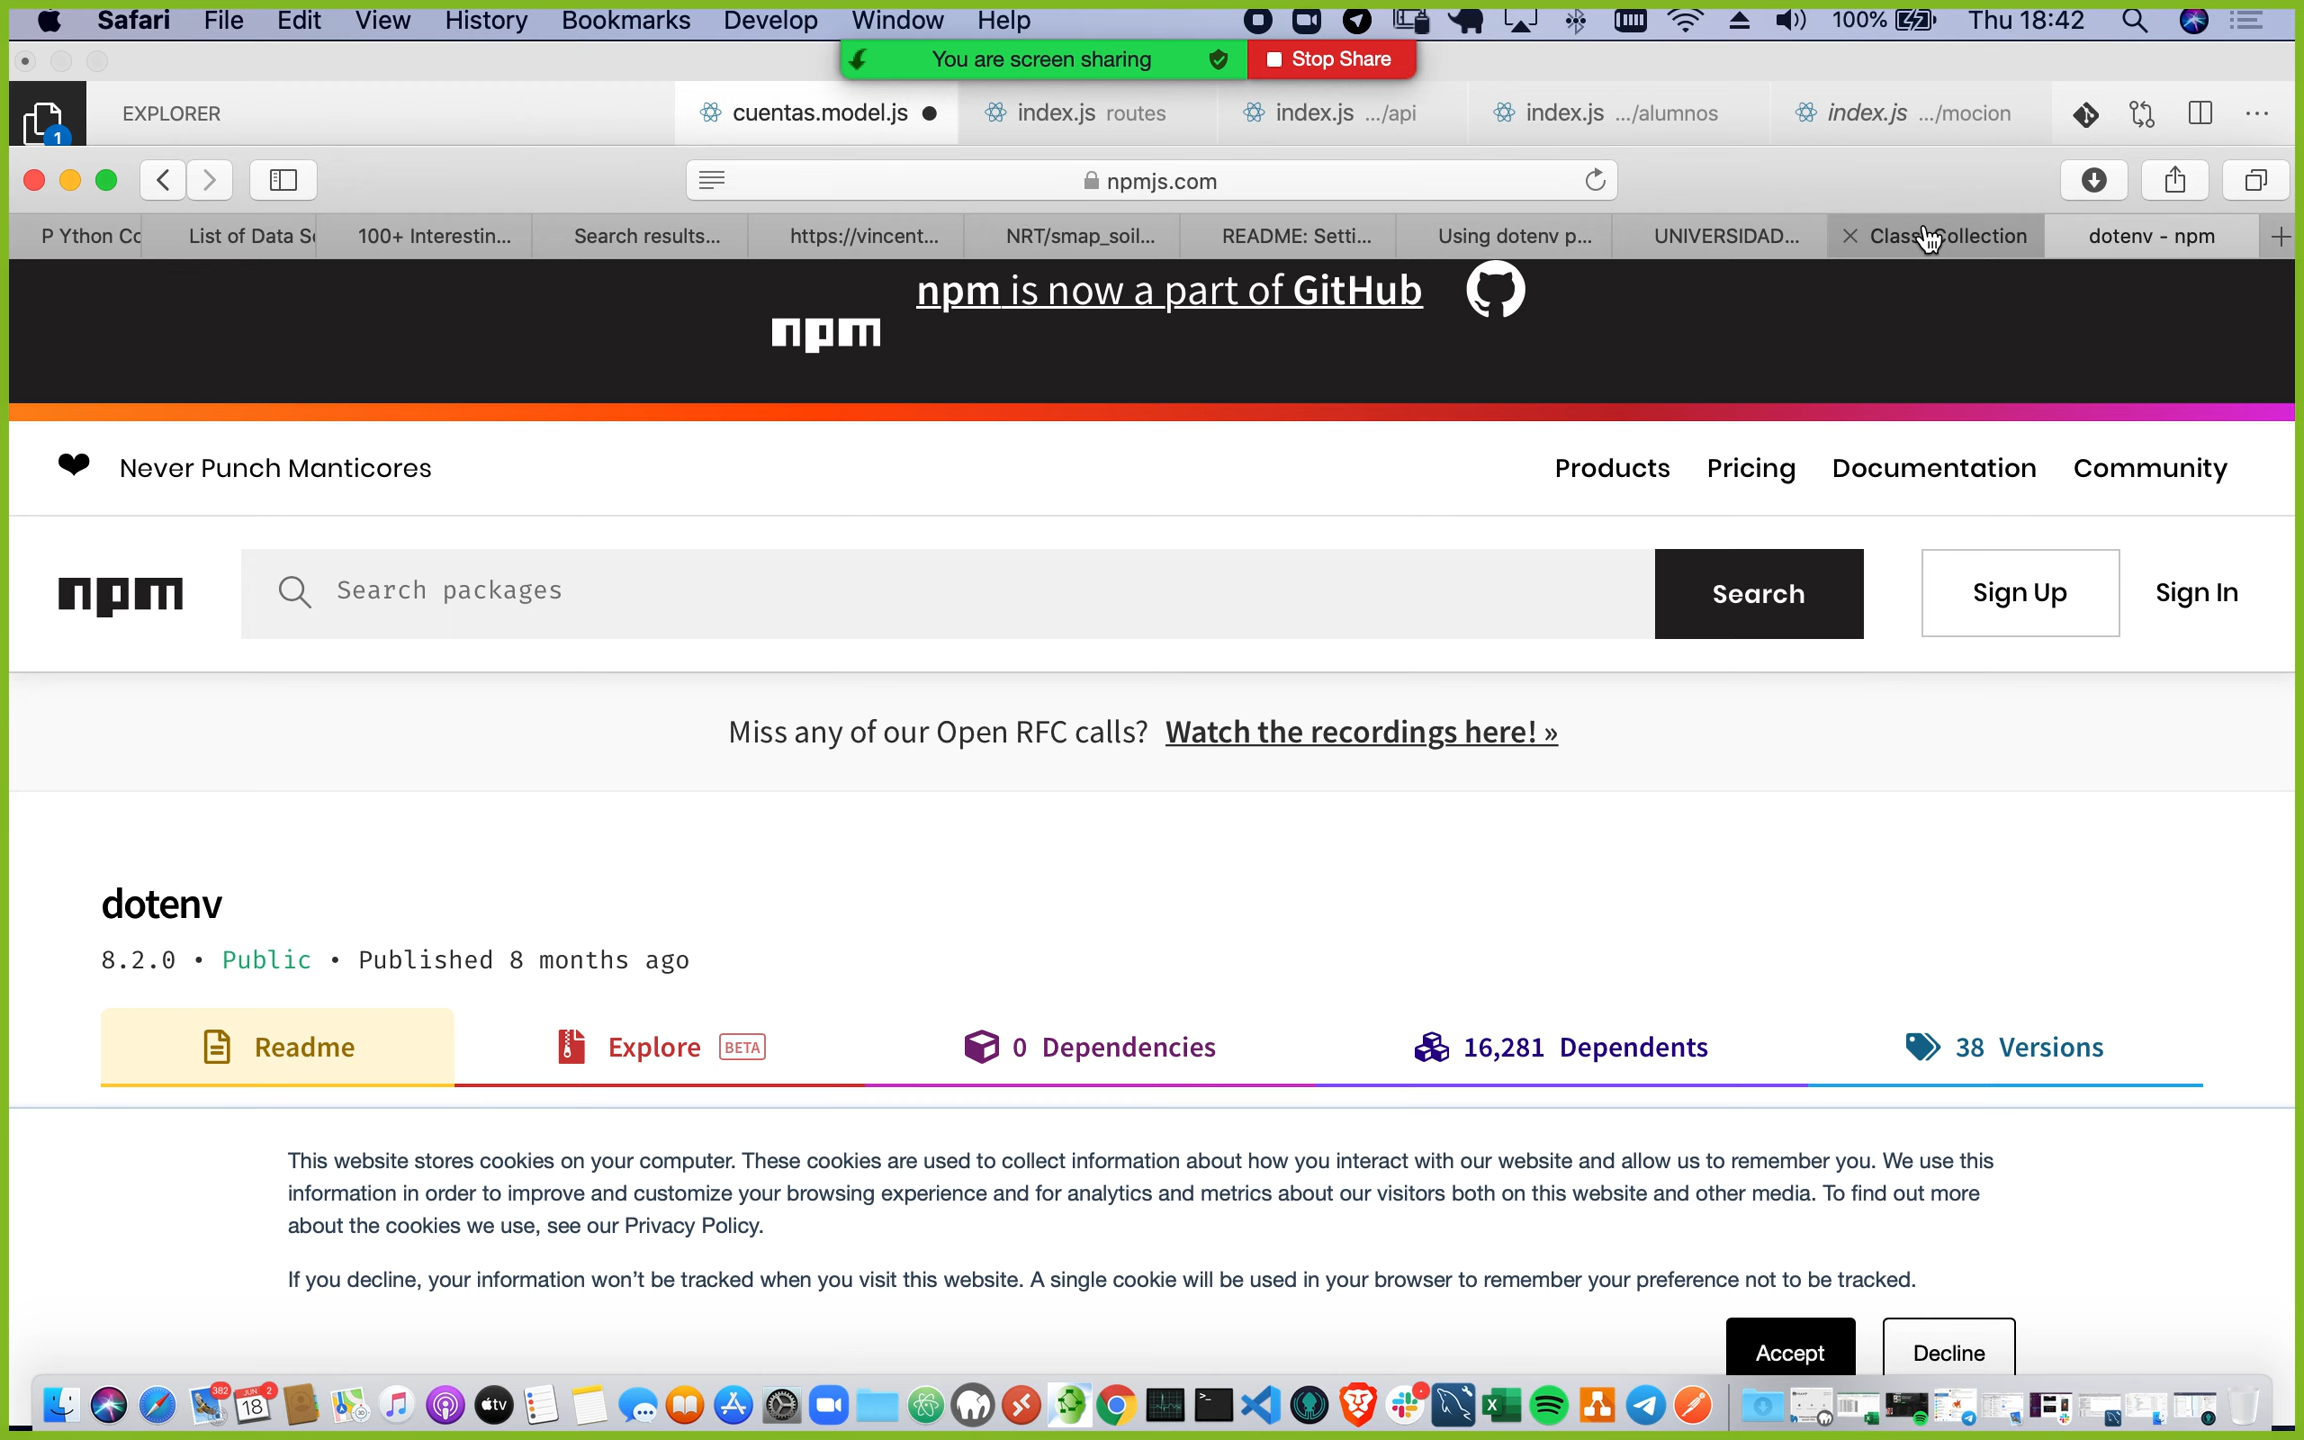 Safari File Edit View History Bookmarks Develop Window Help 100% Thu 18:42
You are screen sharing Stop Share
EXPLORER cuentas.model.js index.js routes index.js .../api index.js .../alumnos index.js .../mocion ...
1
npmjs.com
P Ython Co List of Data S 100+ Interestin... Search results... https://vincent... NRT/smap_soil... README: Setti... Using dotenv p... UNIVERSIDAD... Class Collection dotenv - npm
npm is now a part of GitHub
npm
Never Punch Manticores Products Pricing Documentation Community
npm Search packages Search Sign Up Sign In
Miss any of our Open RFC calls? Watch the recordings here! »
dotenv
8.2.0 • Public • Published 8 months ago
Readme Explore BETA 0 Dependencies 16,281 Dependents 38 Versions
This website stores cookies on your computer. These cookies are used to collect information about how you interact with our website and allow us to remember you. We use this
information in order to improve and customize your browsing experience and for analytics and metrics about our visitors both on this website and other media. To find out more
about the cookies we use, see our Privacy Policy.
If you decline, your information won't be tracked when you visit this website. A single cookie will be used in your browser to remember your preference not to be tracked.
Accept Decline
382 JUN 2 18 tv